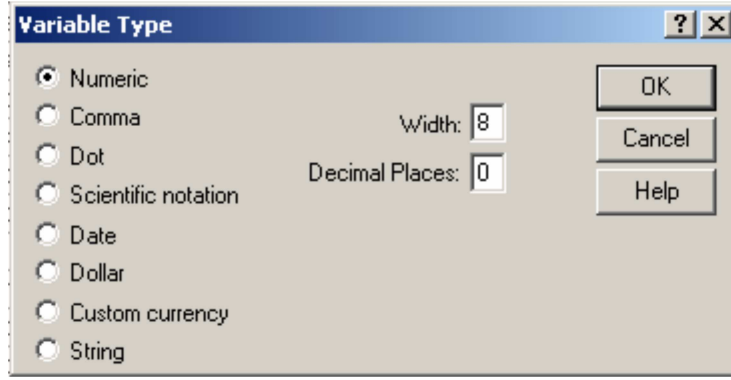 Variable Type
Numeric
Comma
Dot
Scientific notation
Date
Dollar
Custom currency
String
Width: 8
Decimal Places: 0
OK
Cancel
Help